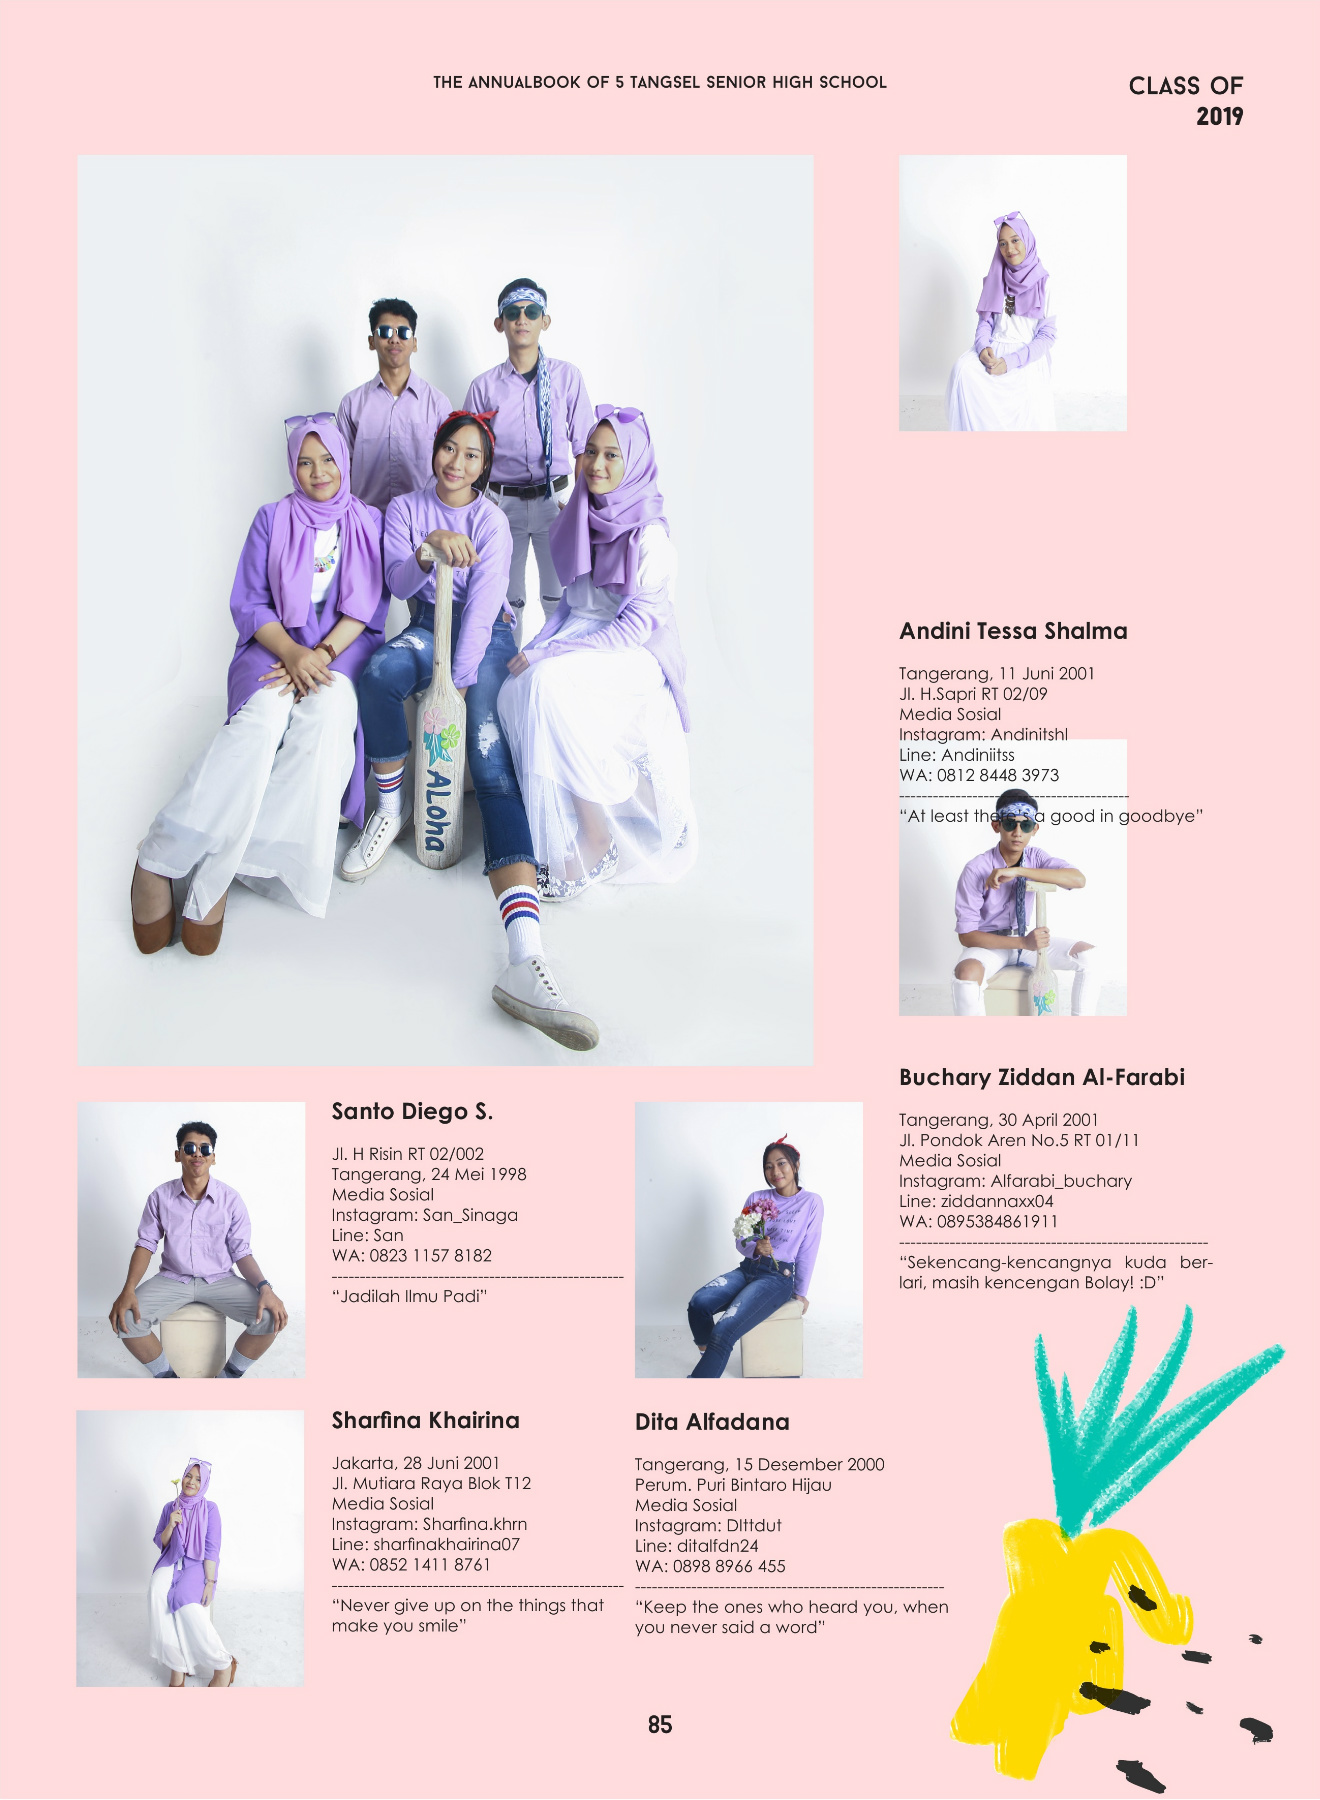 THE ANNUALBOOK OF 5 TANGSEL SENIOR HIGH SCHOOL
CLASS OF
2019
ALoha
Andini Tessa Shalma
Tangerang, 11 Juni 2001
Jl. H.Sapri RT 02/09
Media Sosial
Instagram: Andinitshl
Line: Andiniitss
WA: 0812 8448 3973
“At least there's a good in goodbye”
Buchary Ziddan Al-Farabi
Tangerang, 30 April 2001
Jl. Pondok Aren No.5 RT 01/11
Media Sosial
Instagram: Alfarabi_buchary
Line: ziddannaxx04
WA: 0895384861911
“Sekencang-kencangnya kuda ber-
lari, masih kencengan Bolay! :D”
Santo Diego S.
Jl. H Risin RT 02/002
Tangerang, 24 Mei 1998
Media Sosial
Instagram: San_Sinaga
Line: San
WA: 0823 1157 8182
“Jadilah Ilmu Padi”
Sharfina Khairina
Jakarta, 28 Juni 2001
Jl. Mutiara Raya Blok T12
Media Sosial
Instagram: Sharfina.khrn
Line: sharfinakhairina07
WA: 0852 1411 8761
“Never give up on the things that
make you smile”
Dita Alfadana
Tangerang, 15 Desember 2000
Perum. Puri Bintaro Hijau
Media Sosial
Instagram: DIttdut
Line: ditalfdn24
WA: 0898 8966 455
“Keep the ones who heard you, when
you never said a word”
85